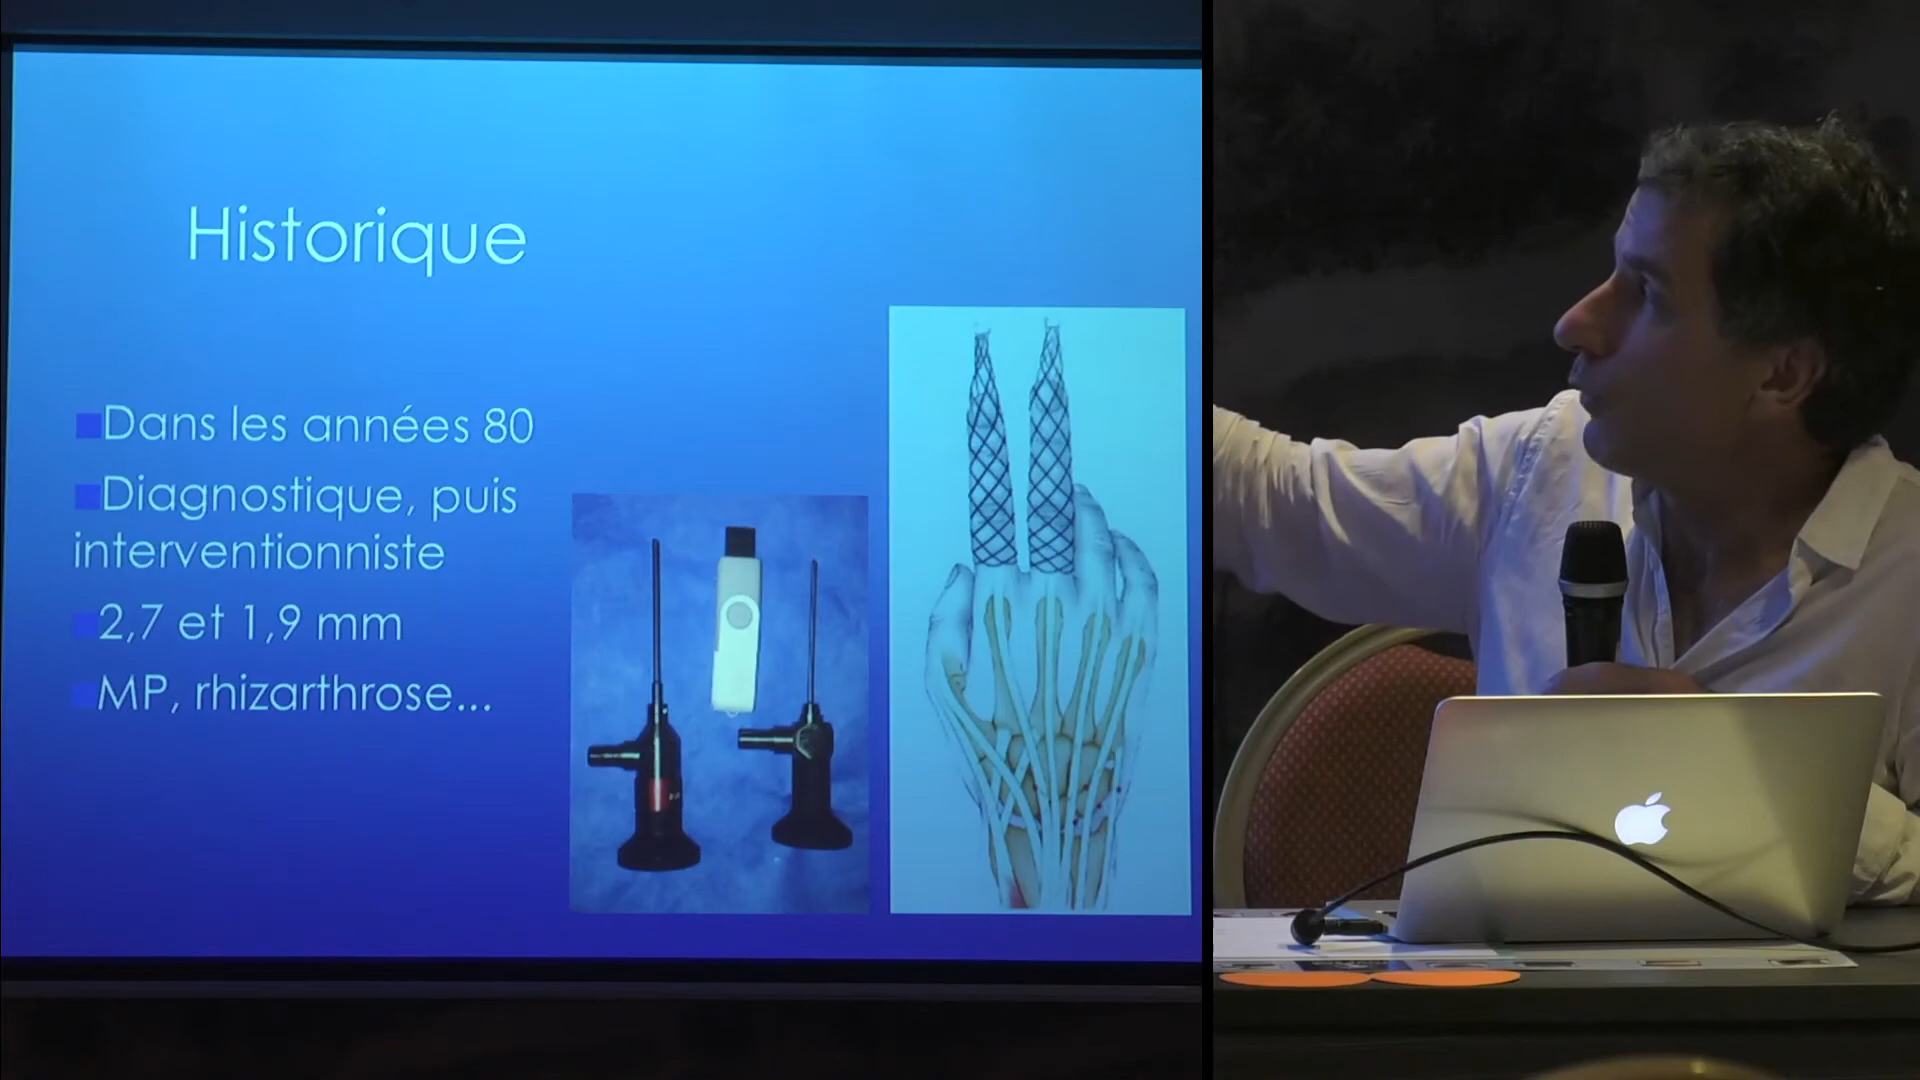 Historique
Dans les années 80
Diagnostique, puis
interventionniste
2,7 et 1,9 mm
MP, rhizarthrose...